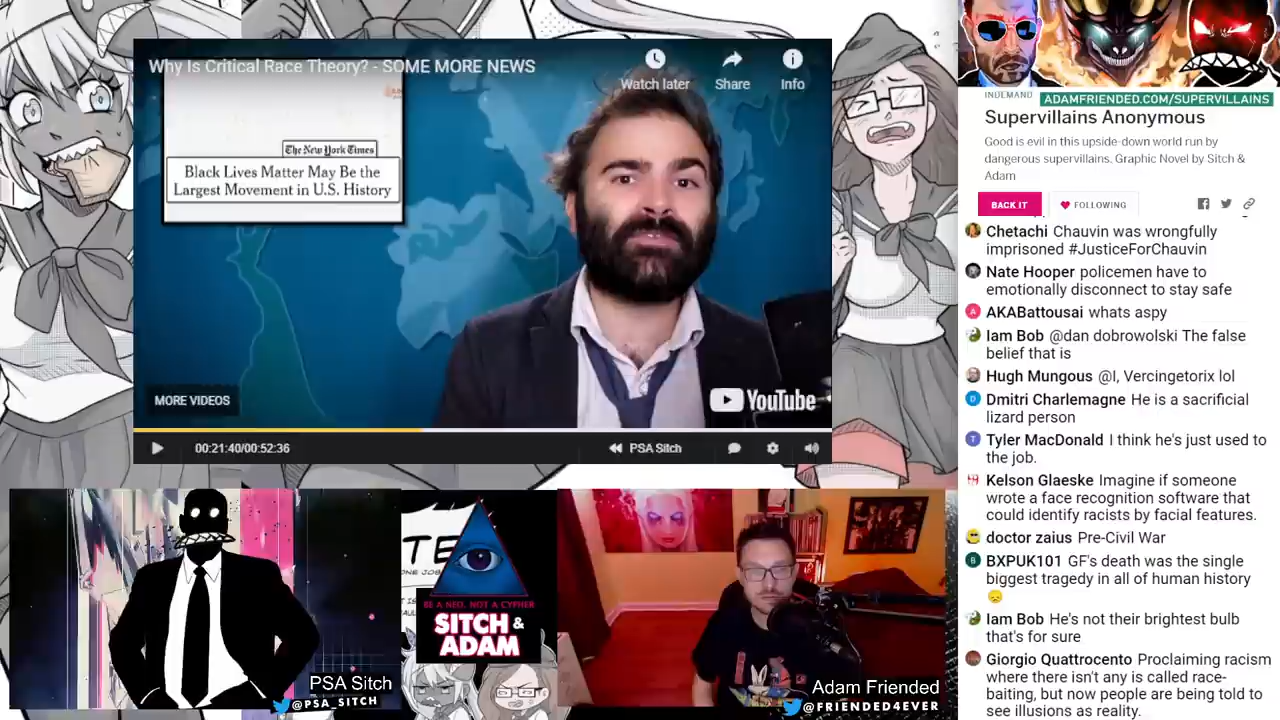 Why Is Critical Race Theory? - SOME MORE NEWS
Watch later
Share
Info
The New York Times
Black Lives Matter May Be the
Largest Movement in U.S. History
MORE VIDEOS
YouTube
00:21:40/00:52:36
PSA Sitch
BE A NEO, NOT A CYPHER
SITCH &
ADAM
PSA Sitch
@PSA_SITCH
Adam Friended
@FRIENDED4EVER
INDEMAND
ADAMFRIENDED.COM/SUPERVILLAINS
Supervillains Anonymous
Good is evil in this upside-down world run by
dangerous supervillains. Graphic Novel by Sitch &
Adam
BACK IT
FOLLOWING
Chetachi Chauvin was wrongfully
imprisoned #JusticeForChauvin
Nate Hooper policemen have to
emotionally disconnect to stay safe
AKABattousai whats aspy
Iam Bob @dan dobrowolski The false
belief that is
Hugh Mungous @I, Vercingetorix lol
Dmitri Charlemagne He is a sacrificial
lizard person
Tyler MacDonald I think he's just used to
the job.
Kelson Glaeske Imagine if someone
wrote a face recognition software that
could identify racists by facial features.
doctor zaius Pre-Civil War
BXPUK101 GF's death was the single
biggest tragedy in all of human history
Iam Bob He's not their brightest bulb
that's for sure
Giorgio Quattrocento Proclaiming racism
where there isn't any is called race-
baiting, but now people are being told to
see illusions as reality.